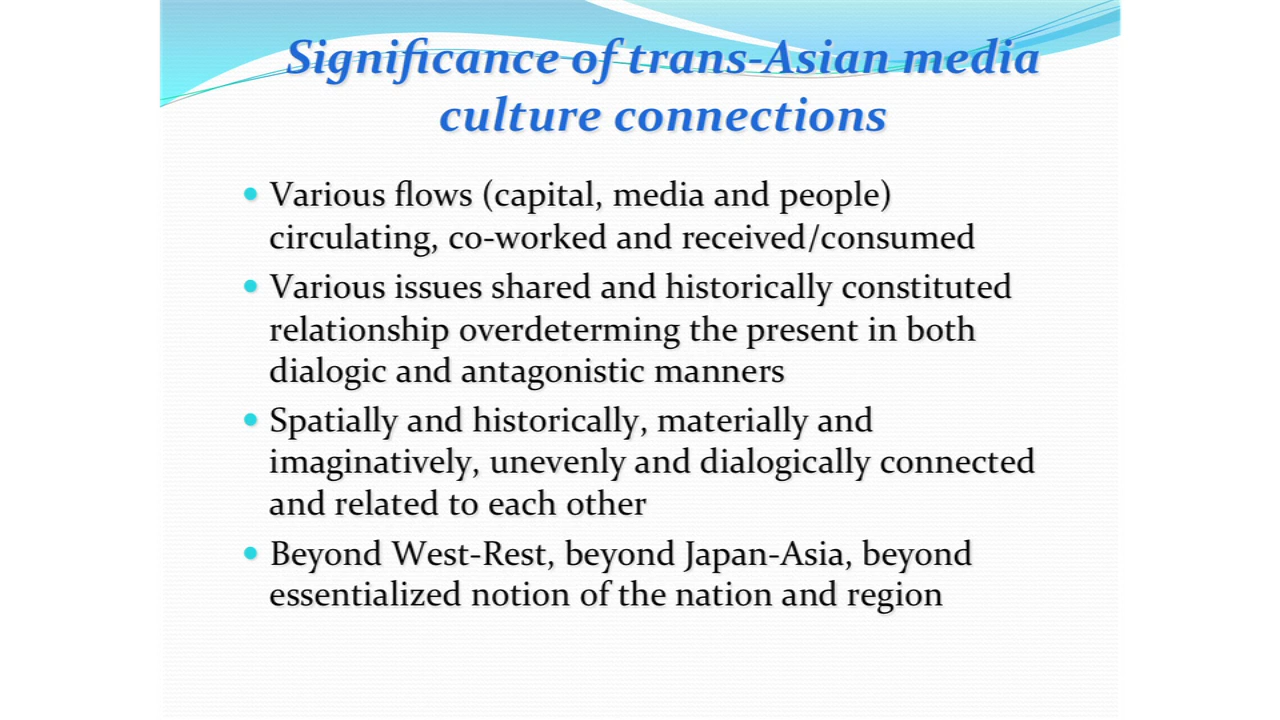 Significance of trans-Asian media
culture connections
• Various flows (capital, media and people)
circulating, co-worked and received/consumed
• Various issues shared and historically constituted
relationship overdeterming the present in both
dialogic and antagonistic manners
• Spatially and historically, materially and
imaginatively, unevenly and dialogically connected
and related to each other
• Beyond West-Rest, beyond Japan-Asia, beyond
essentialized notion of the nation and region